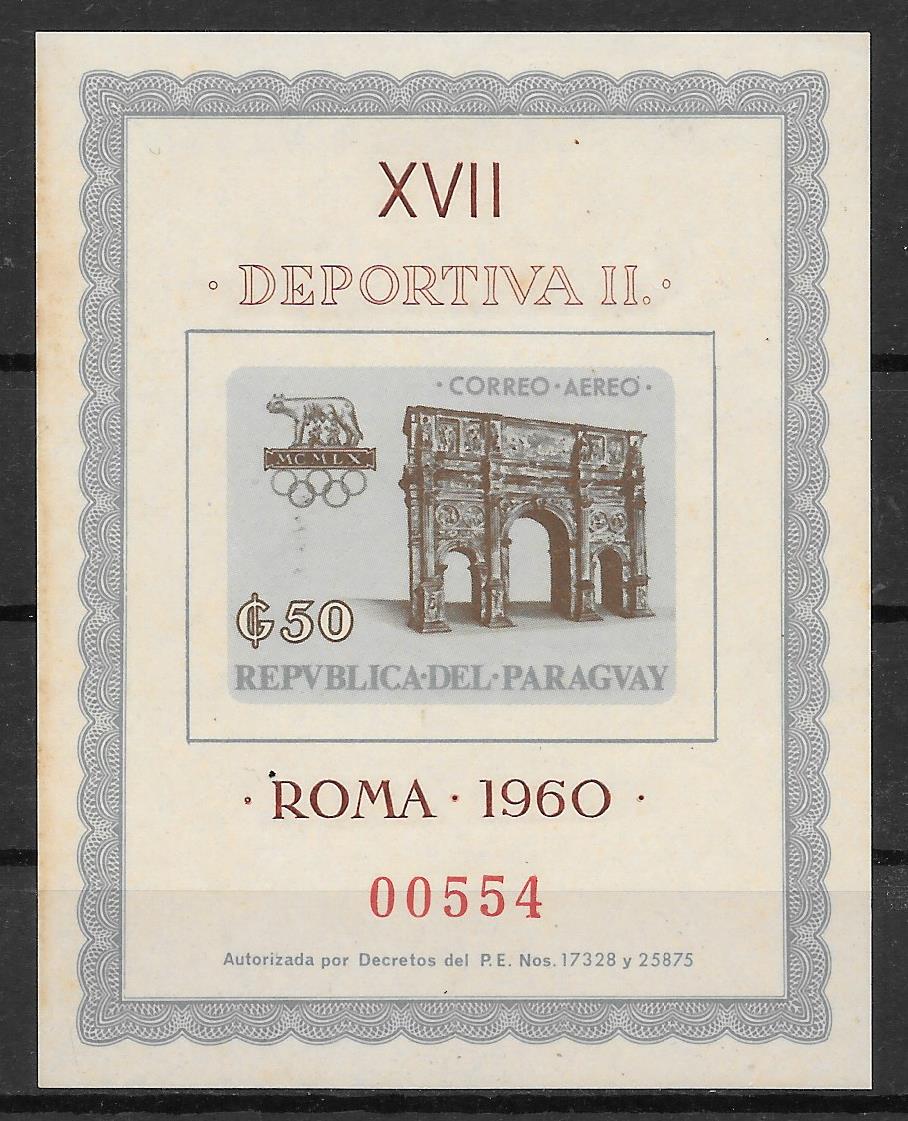 XVII
· DEPORTIVA II. ·
· CORREO · AEREO ·
MCMLX
₲ 50
REPVBLICA·DEL·PARAGVAY
· ROMA · 1960 ·
00554
Autorizada por Decretos del P.E. Nos. 17328 y 25875